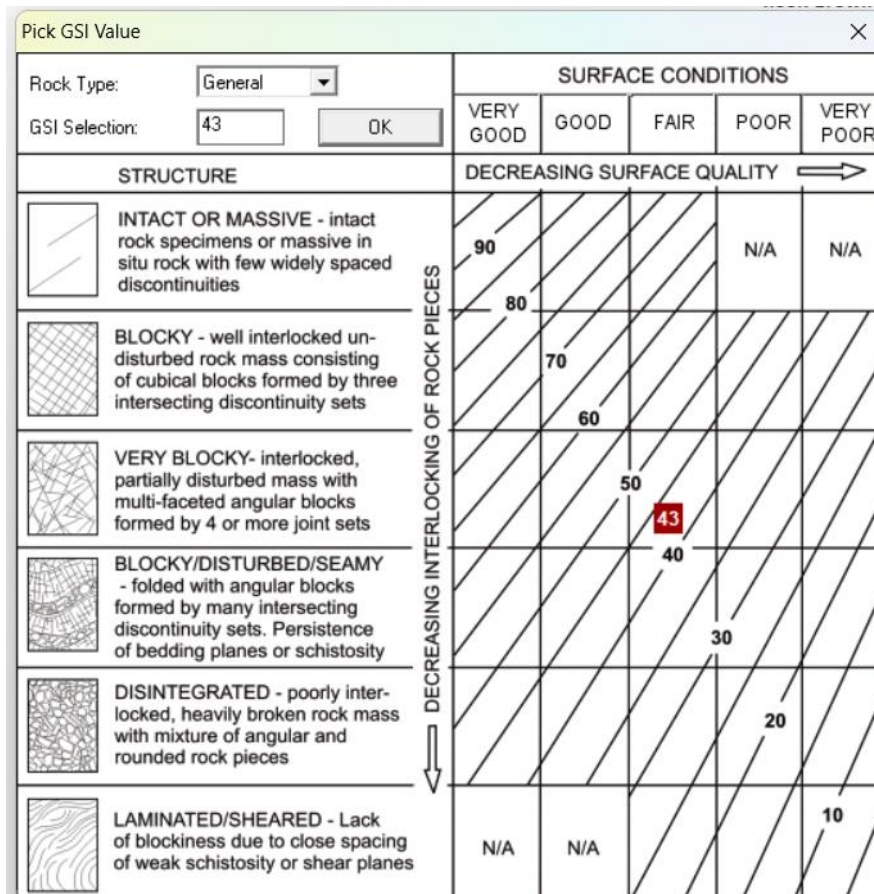 Pick GSI Value
Rock Type:
General
GSI Selection:
43
OK
SURFACE CONDITIONS
VERY GOOD
GOOD
FAIR
POOR
VERY POOR
STRUCTURE
DECREASING SURFACE QUALITY
DECREASING INTERLOCKING OF ROCK PIECES
INTACT OR MASSIVE - intact
rock specimens or massive in
situ rock with few widely spaced
discontinuities
BLOCKY - well interlocked un-
disturbed rock mass consisting
of cubical blocks formed by three
intersecting discontinuity sets
VERY BLOCKY- interlocked,
partially disturbed mass with
multi-faceted angular blocks
formed by 4 or more joint sets
BLOCKY/DISTURBED/SEAMY
- folded with angular blocks
formed by many intersecting
discontinuity sets. Persistence
of bedding planes or schistosity
DISINTEGRATED - poorly inter-
locked, heavily broken rock mass
with mixture of angular and
rounded rock pieces
LAMINATED/SHEARED - Lack
of blockiness due to close spacing
of weak schistosity or shear planes
90
N/A
N/A
80
70
60
50
43
40
30
20
10
N/A
N/A